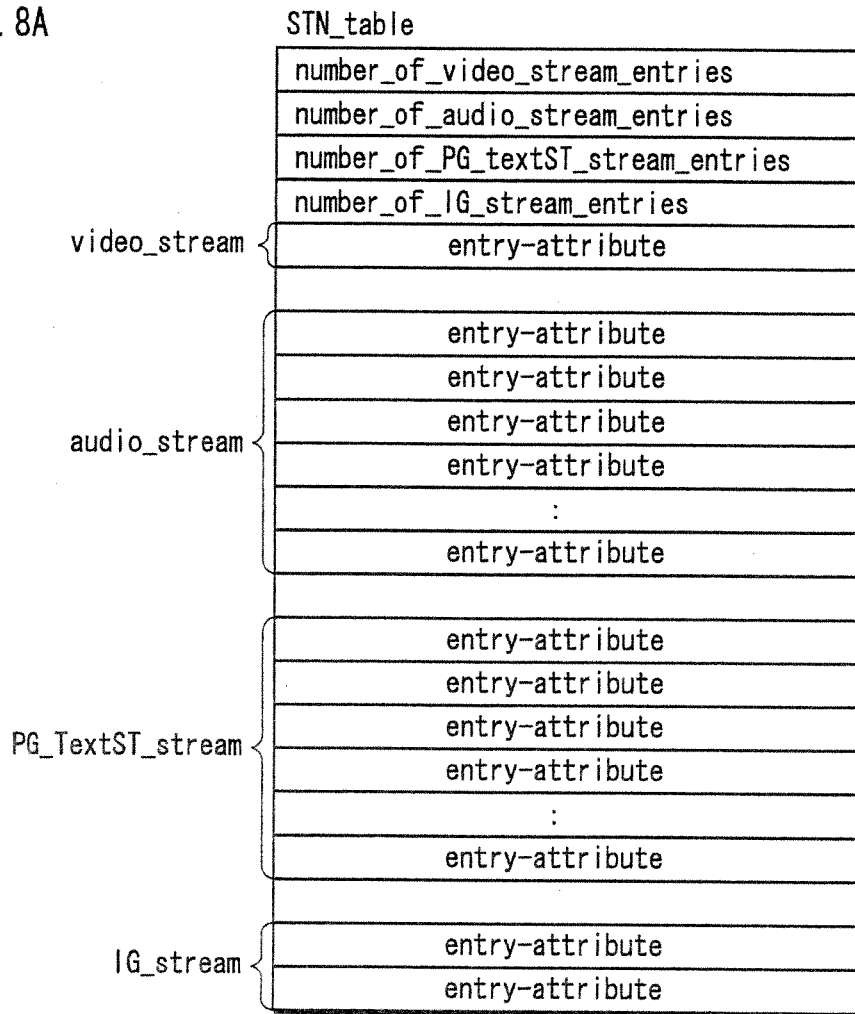 . 8A
STN_table
number_of_video_stream_entries
number_of_audio_stream_entries
number_of_PG_textST_stream_entries
number_of_IG_stream_entries
video_stream
entry-attribute
audio_stream
entry-attribute
entry-attribute
entry-attribute
entry-attribute
:
entry-attribute
PG_TextST_stream
entry-attribute
entry-attribute
entry-attribute
entry-attribute
:
entry-attribute
IG_stream
entry-attribute
entry-attribute